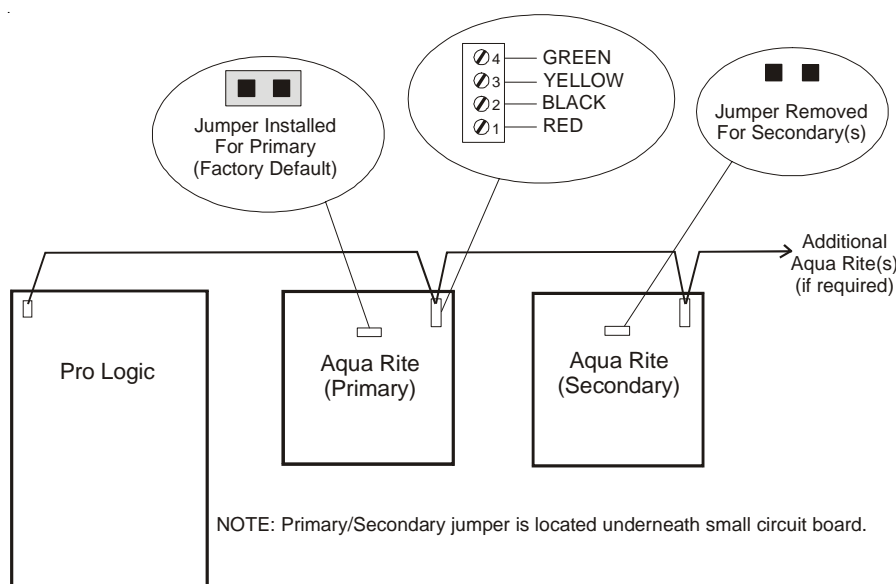 Jumper Installed
For Primary
(Factory Default)
4 GREEN
3 YELLOW
2 BLACK
1 RED
Jumper Removed
For Secondary(s)
Additional
Aqua Rite(s)
(if required)
Pro Logic
Aqua Rite
(Primary)
Aqua Rite
(Secondary)
NOTE: Primary/Secondary jumper is located underneath small circuit board.